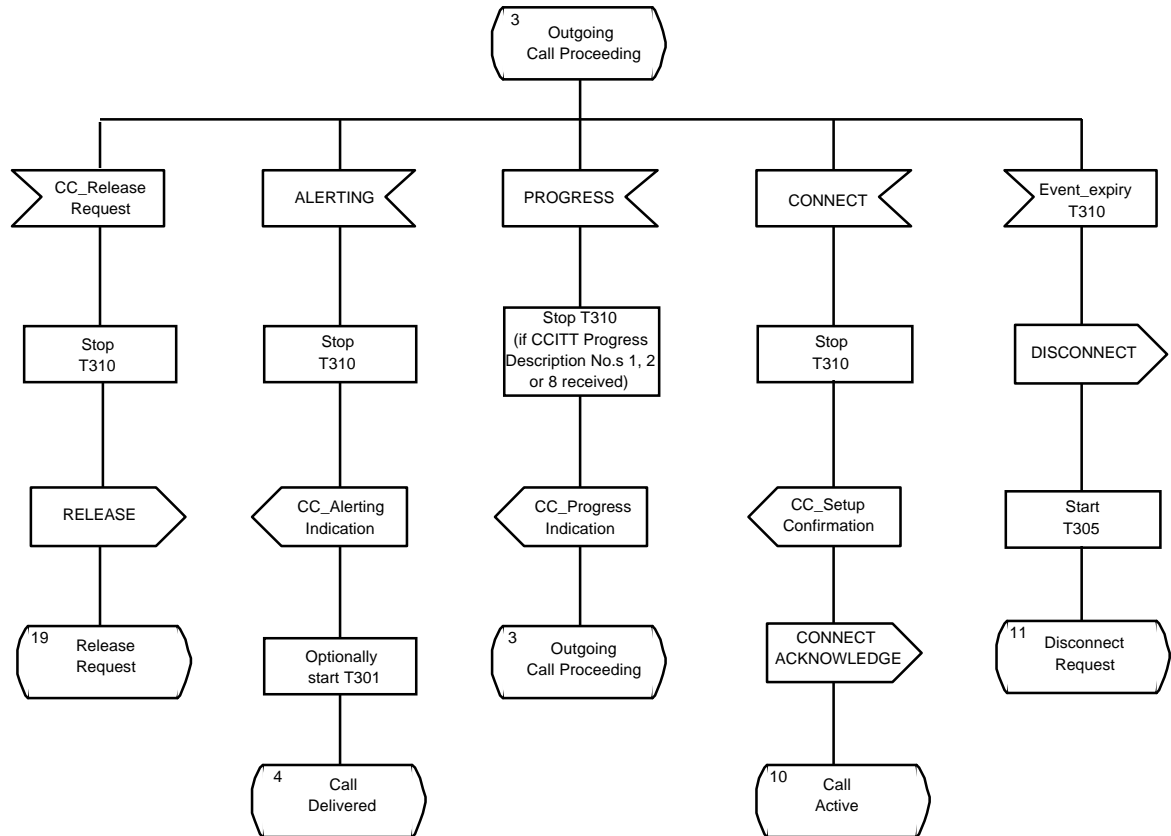 3
Outgoing
Call Proceeding
CC_Release
Request
ALERTING
PROGRESS
CONNECT
Event_expiry
T310
Stop
T310
Stop
T310
Stop T310
(if CCITT Progress
Description No.s 1, 2
or 8 received)
Stop
T310
DISCONNECT
RELEASE
CC_Alerting
Indication
CC_Progress
Indication
CC_Setup
Confirmation
Start
T305
19
Release
Request
Optionally
start T301
3
Outgoing
Call Proceeding
CONNECT
ACKNOWLEDGE
11
Disconnect
Request
4
Call
Delivered
10
Call
Active